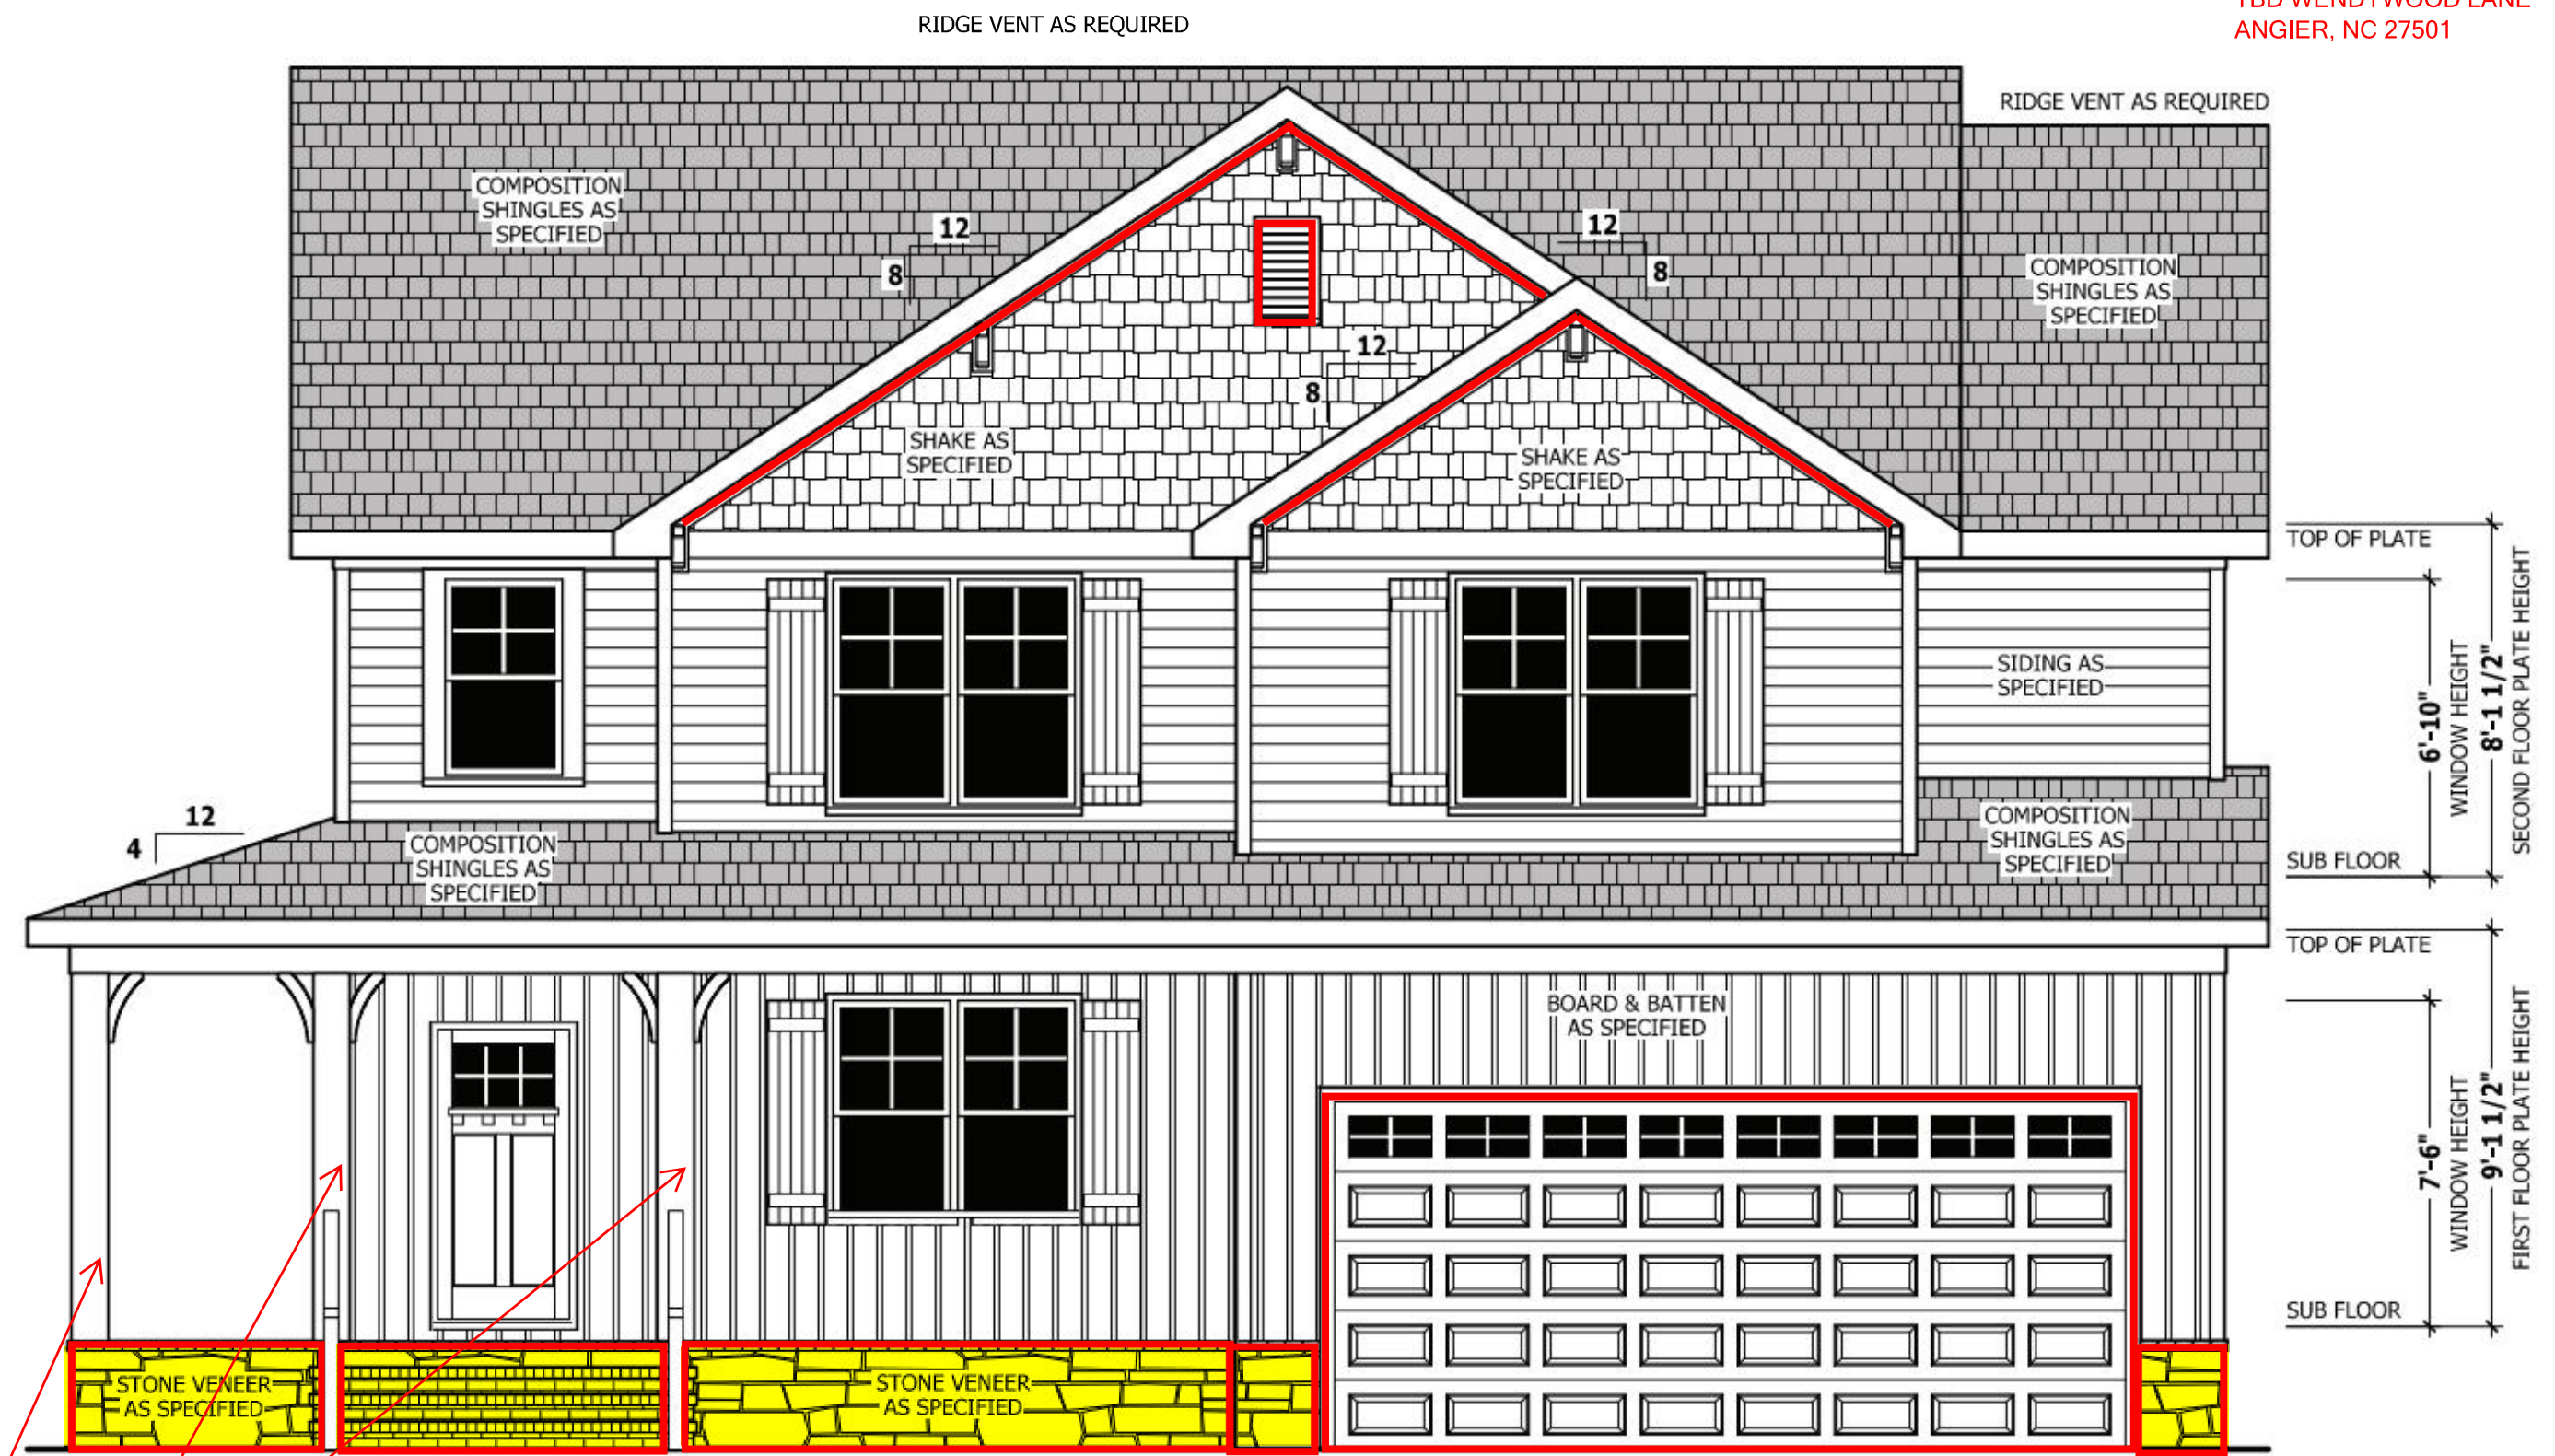 RIDGE VENT AS REQUIRED
TBD WENDYWOOD LANE
ANGIER, NC 27501
RIDGE VENT AS REQUIRED
COMPOSITION
SHINGLES AS
SPECIFIED
12
8
12
8
COMPOSITION
SHINGLES AS
SPECIFIED
12
8
SHAKE AS
SPECIFIED
SHAKE AS
SPECIFIED
TOP OF PLATE
SIDING AS
SPECIFIED
6'-10"
WINDOW HEIGHT
8'-1 1/2"
SECOND FLOOR PLATE HEIGHT
12
4
COMPOSITION
SHINGLES AS
SPECIFIED
COMPOSITION
SHINGLES AS
SPECIFIED
SUB FLOOR
TOP OF PLATE
BOARD & BATTEN
AS SPECIFIED
7'-6"
WINDOW HEIGHT
9'-1 1/2"
FIRST FLOOR PLATE HEIGHT
SUB FLOOR
STONE VENEER
AS SPECIFIED
STONE VENEER
AS SPECIFIED